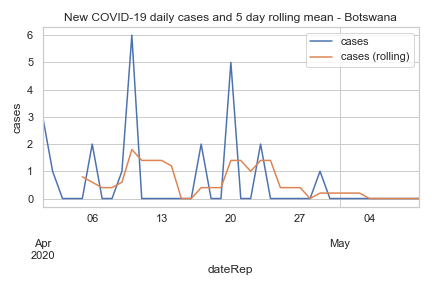 New COVID-19 daily cases and 5 day rolling mean - Botswana
cases
cases (rolling)
cases
6
5
4
3
2
1
0
06
13
20
27
04
Apr
2020
May
dateRep